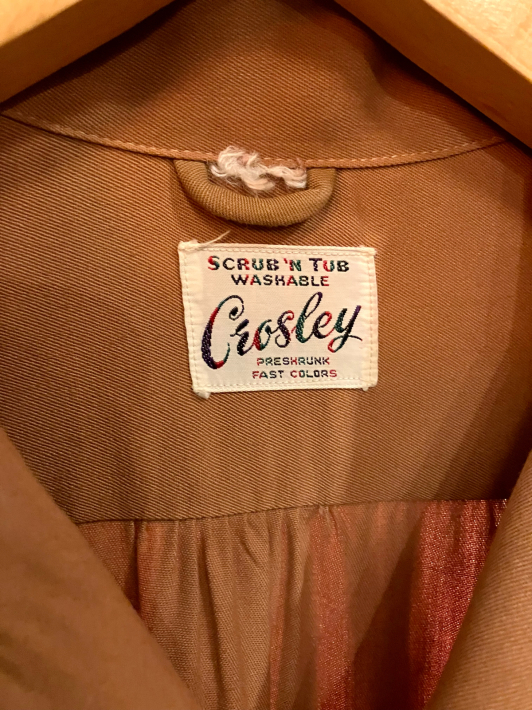 SCRUB 'N TUB
WASHABLE
Crosley
PRESHRUNK
FAST COLORS